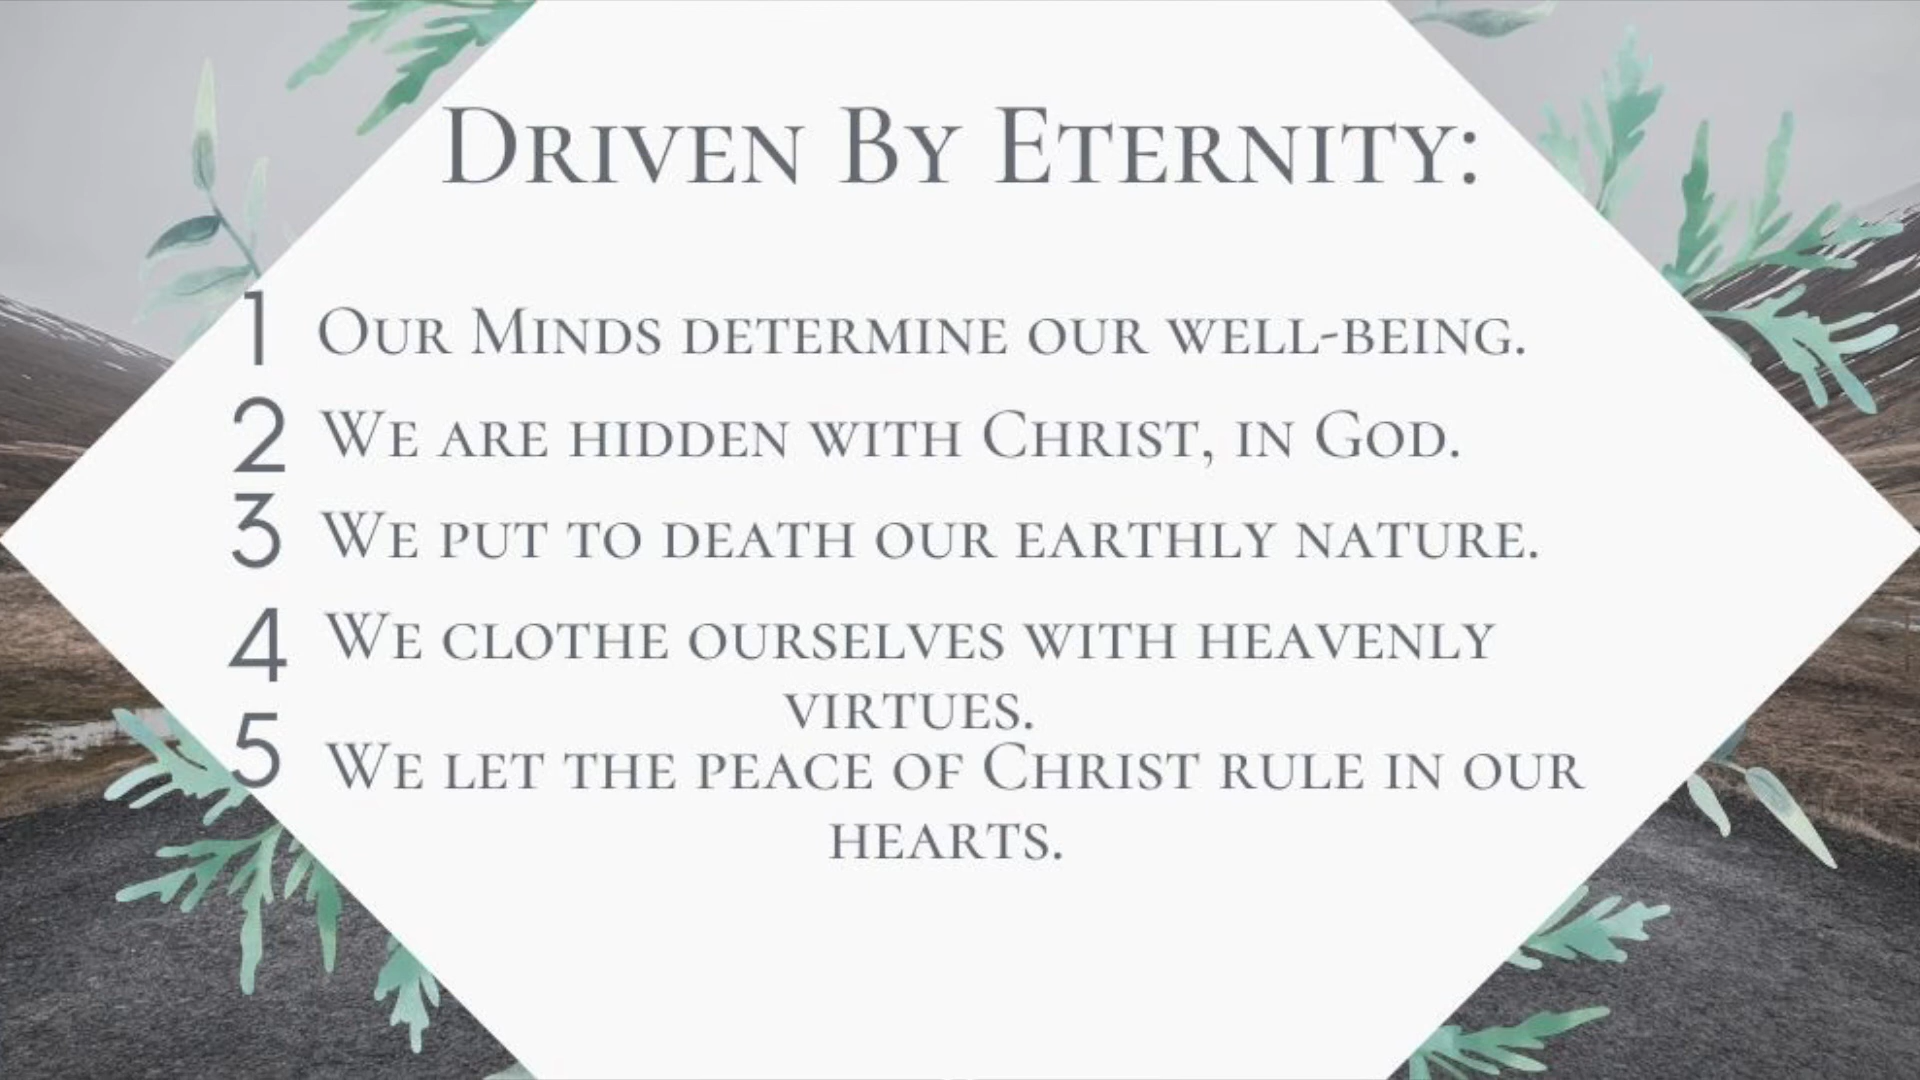 Driven By Eternity:
1 Our Minds determine our well-being.
2 We are hidden with Christ, in God.
3 We put to death our earthly nature.
4 We clothe ourselves with heavenly
virtues.
5 We let the peace of Christ rule in our
hearts.